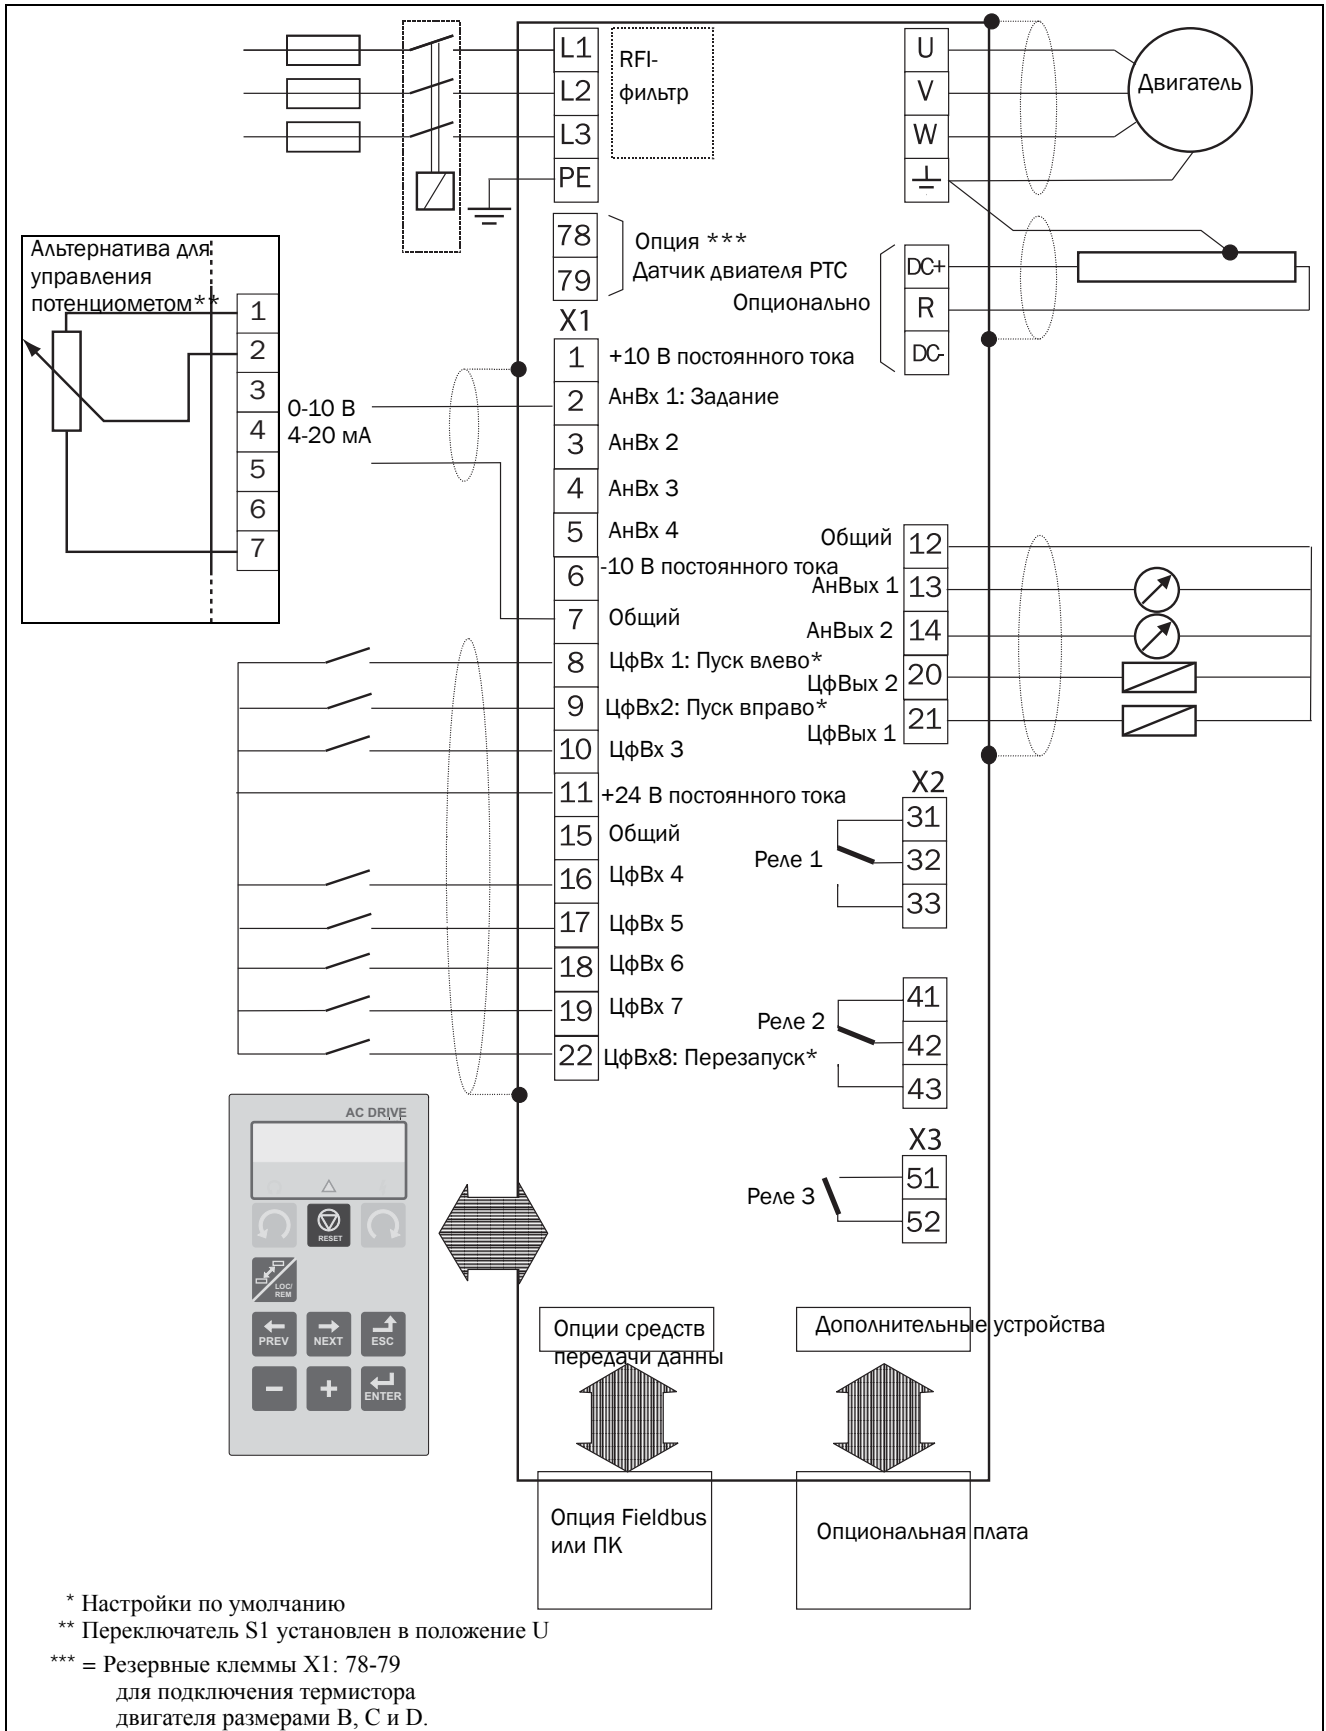 L1
L2
L3
PE
RFI-
фильтр
U
V
W
Двигатель
78
79
Опция ***
Датчик двиателя PTC
Опционально
DC+
R
DC-
Альтернатива для
управления
потенциометом**
1
2
3
4
5
6
7
0-10 В
4-20 мА
X1
1 +10 В постоянного тока
2 АнВх 1: Задание
3 АнВх 2
4 АнВх 3
5 АнВх 4
6 -10 В постоянного тока
7 Общий
8 ЦфВх 1: Пуск влево*
9 ЦфВх2: Пуск вправо*
10 ЦфВх 3
11 +24 В постоянного тока
15 Общий
16 ЦфВх 4
17 ЦфВх 5
18 ЦфВх 6
19 ЦфВх 7
22 ЦфВх8: Перезапуск*
Общий 12
АнВых 1 13
АнВых 2 14
ЦфВых 2 20
ЦфВых 1 21
X2
31
Реле 1 32
33
41
Реле 2 42
43
X3
51
Реле 3 52
AC DRIVE
RESET
LOC/
REM
PREV
NEXT
ESC
-
+
ENTER
Опции средств
передачи данны
Дополнительные устройства
Опция Fieldbus
или ПК
Опциональная плата
* Настройки по умолчанию
** Переключатель S1 установлен в положение U
*** = Резервные клеммы X1: 78-79
для подключения термистора
двигателя размерами B, C и D.